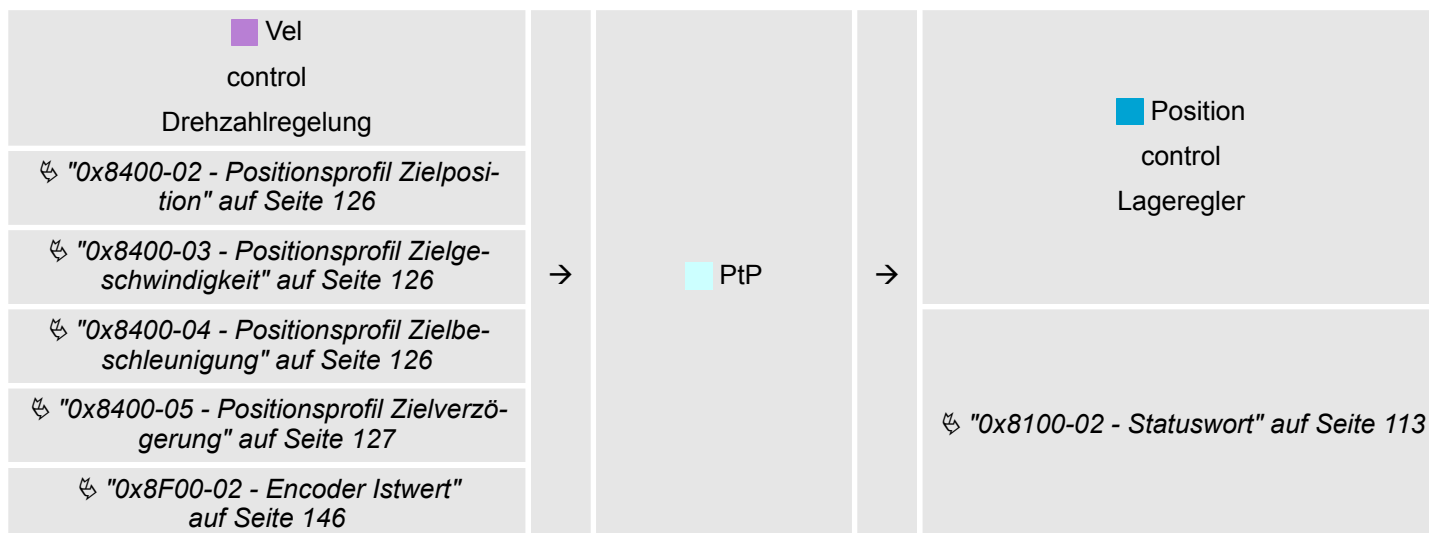 Vel
control
Drehzahlregelung
"0x8400-02 - Positionsprofil Zielposi-
tion" auf Seite 126
"0x8400-03 - Positionsprofil Zielge-
schwindigkeit" auf Seite 126
"0x8400-04 - Positionsprofil Zielbe-
schleunigung" auf Seite 126
"0x8400-05 - Positionsprofil Zielverzö-
gerung" auf Seite 127
"0x8F00-02 - Encoder Istwert"
auf Seite 146
→
PtP
→
Position
control
Lageregler
"0x8100-02 - Statuswort" auf Seite 113